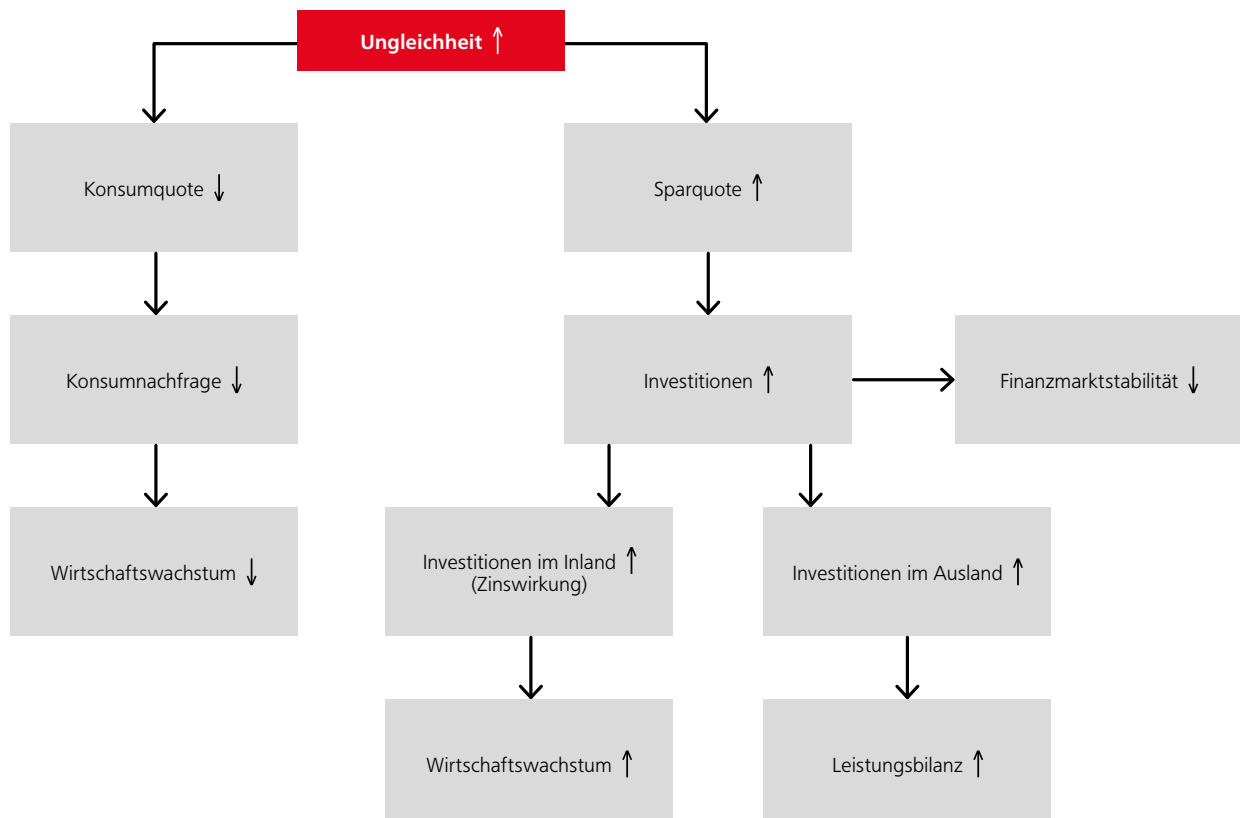 Ungleichheit ↑
Konsumquote ↓
Sparquote ↑
Konsumnachfrage ↓
Investitionen ↑
Finanzmarktstabilität ↓
Wirtschaftswachstum ↓
Investitionen im Inland ↑
(Zinswirkung)
Investitionen im Ausland ↑
Wirtschaftswachstum ↑
Leistungsbilanz ↑